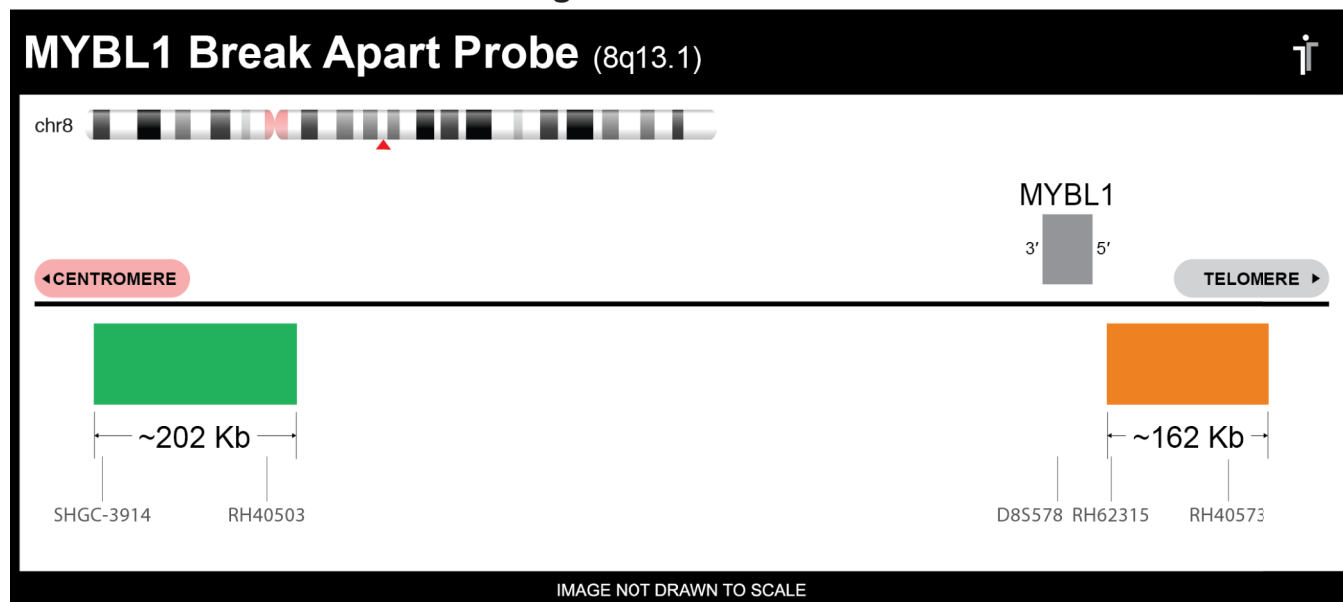 MYBL1 Break Apart Probe (8q13.1)
chr8
MYBL1
3′ 5′
◂CENTROMERE TELOMERE ▸
~202 Kb ~162 Kb
SHGC-3914 RH40503 D8S578 RH62315 RH40573
IMAGE NOT DRAWN TO SCALE